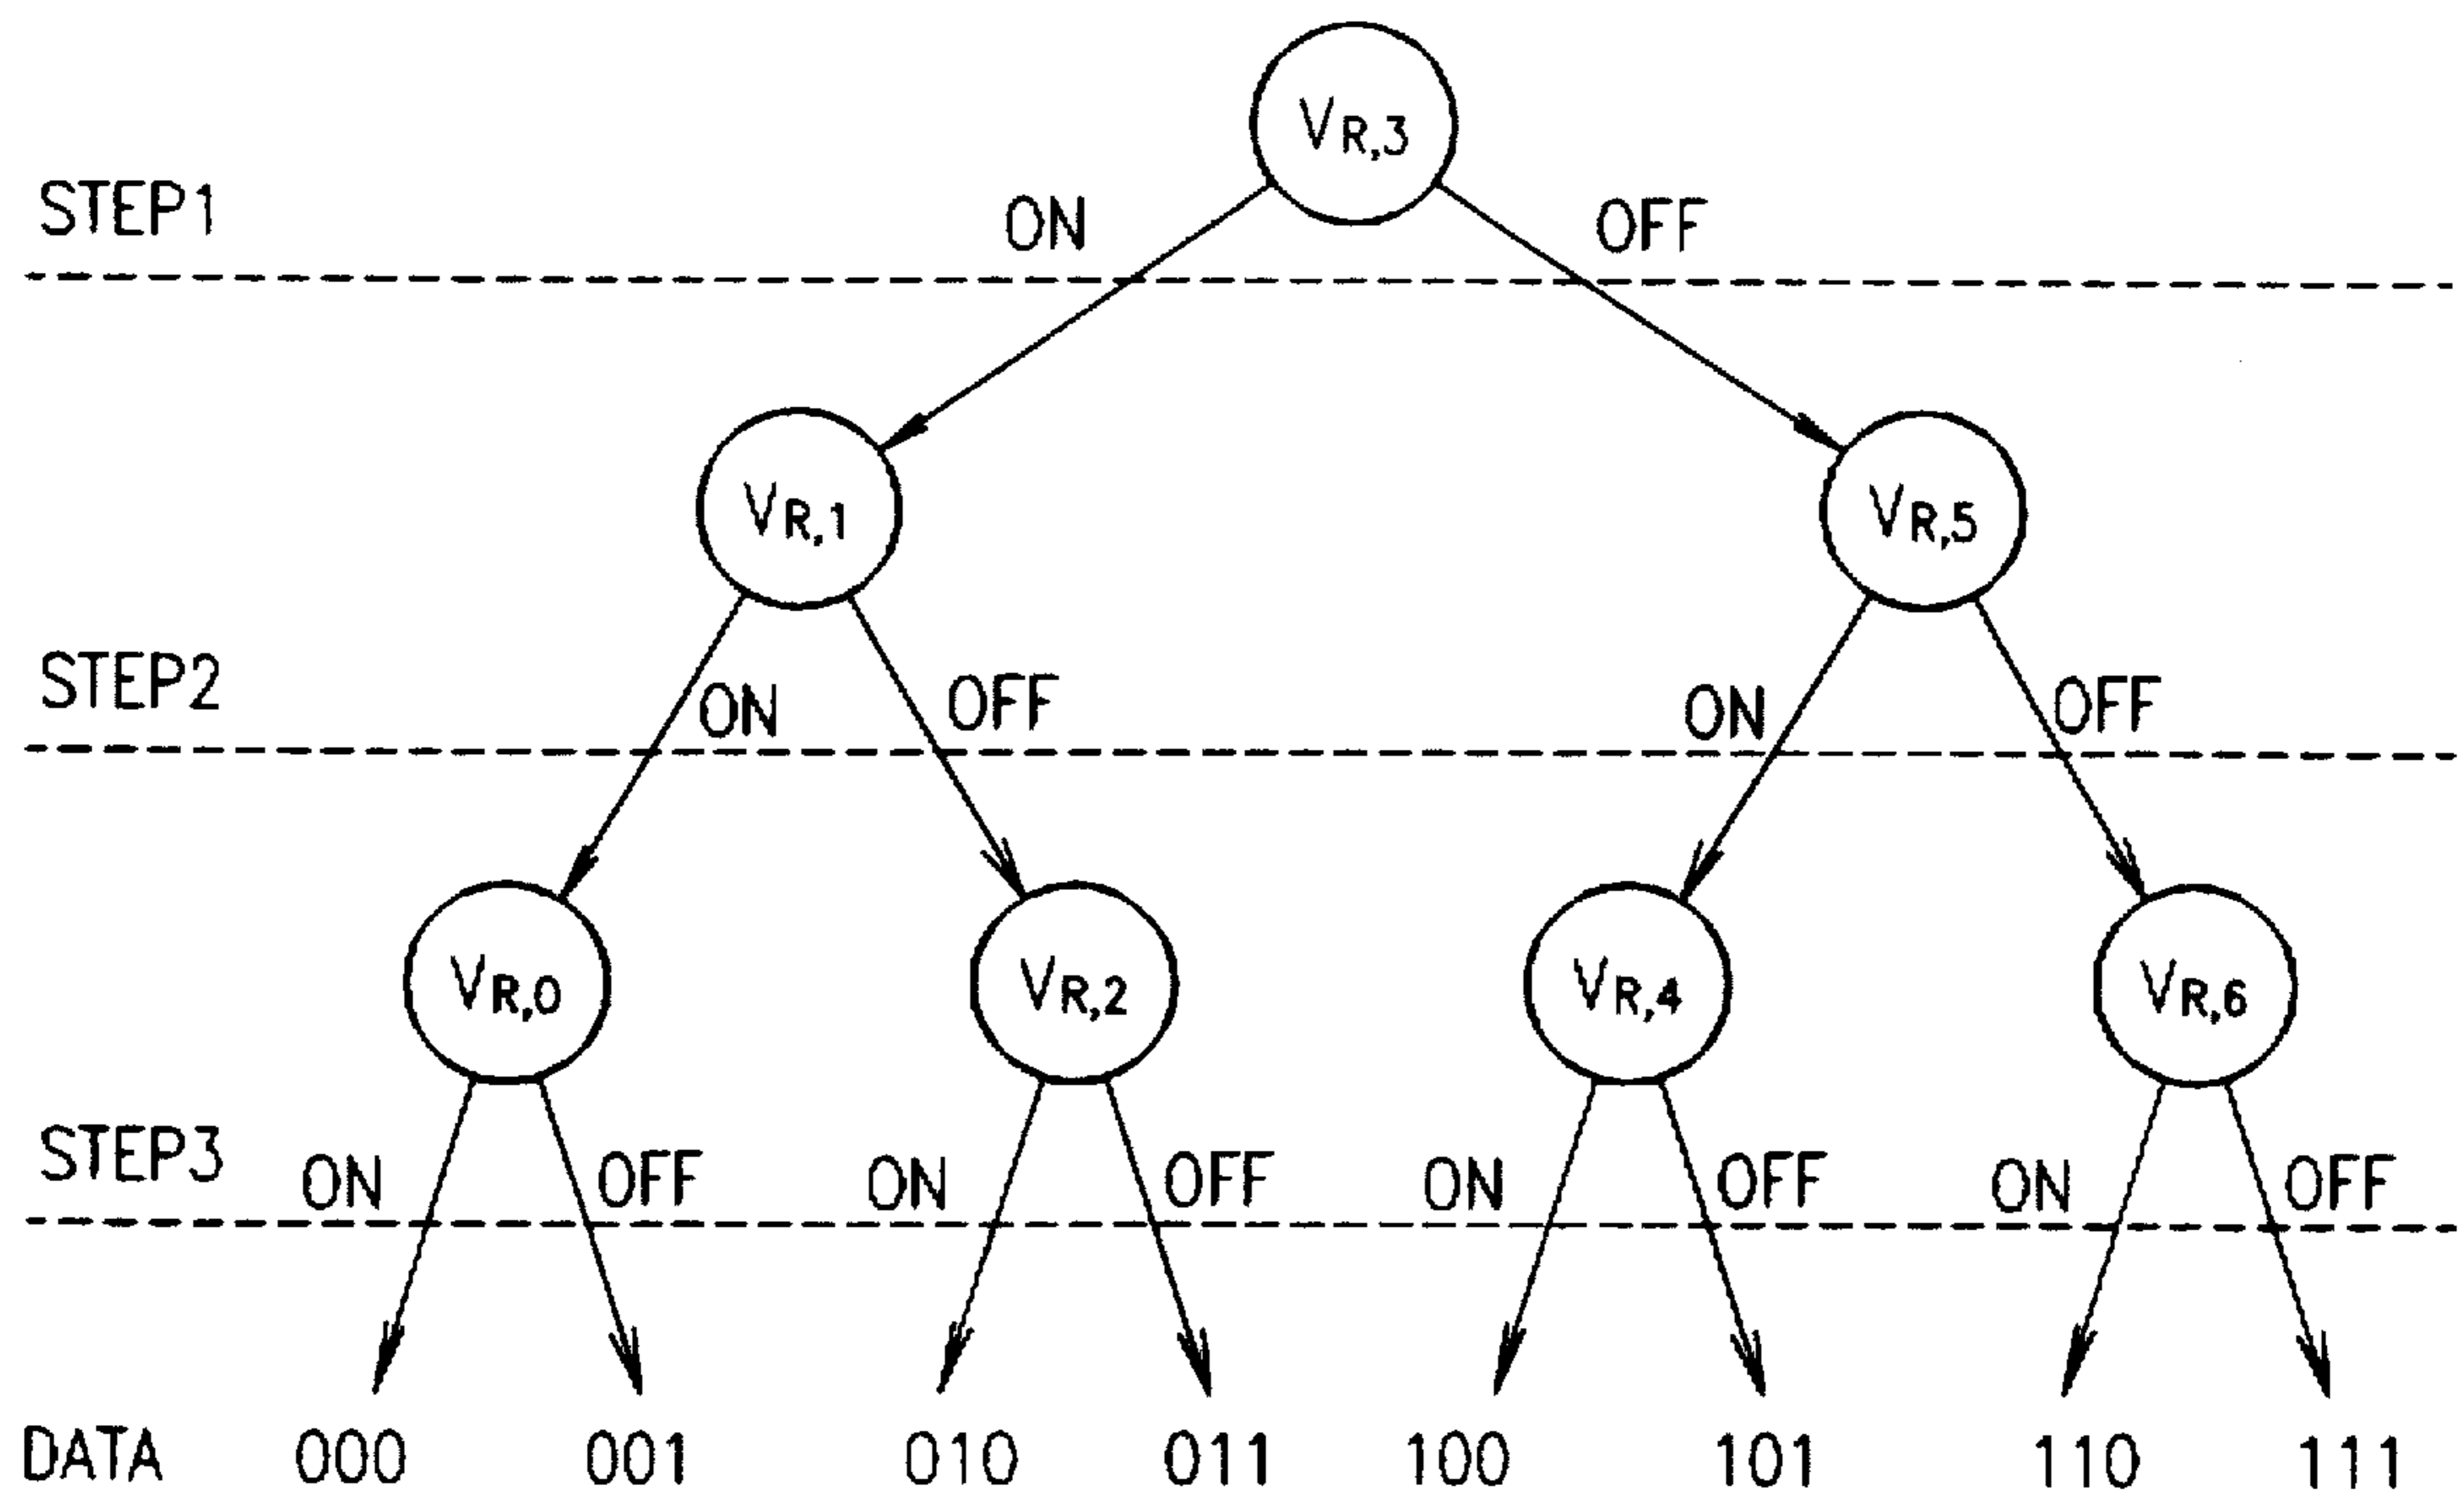 VR,3
STEP1 ON OFF
VR,1 VR,5
STEP2 ON OFF ON OFF
VR,0 VR,2 VR,4 VR,6
STEP3 ON OFF ON OFF ON OFF ON OFF
DATA 000 001 010 011 100 101 110 111